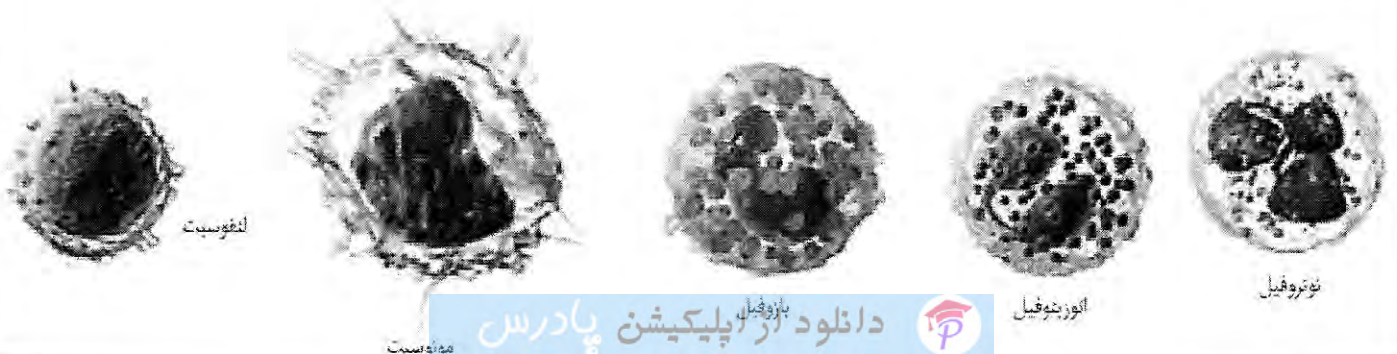 نوتروفیل
ائوزینوفیل
بازوفیل
مونوسیت
لنفوسیت
دانلود از اپلیکیشن پادرس